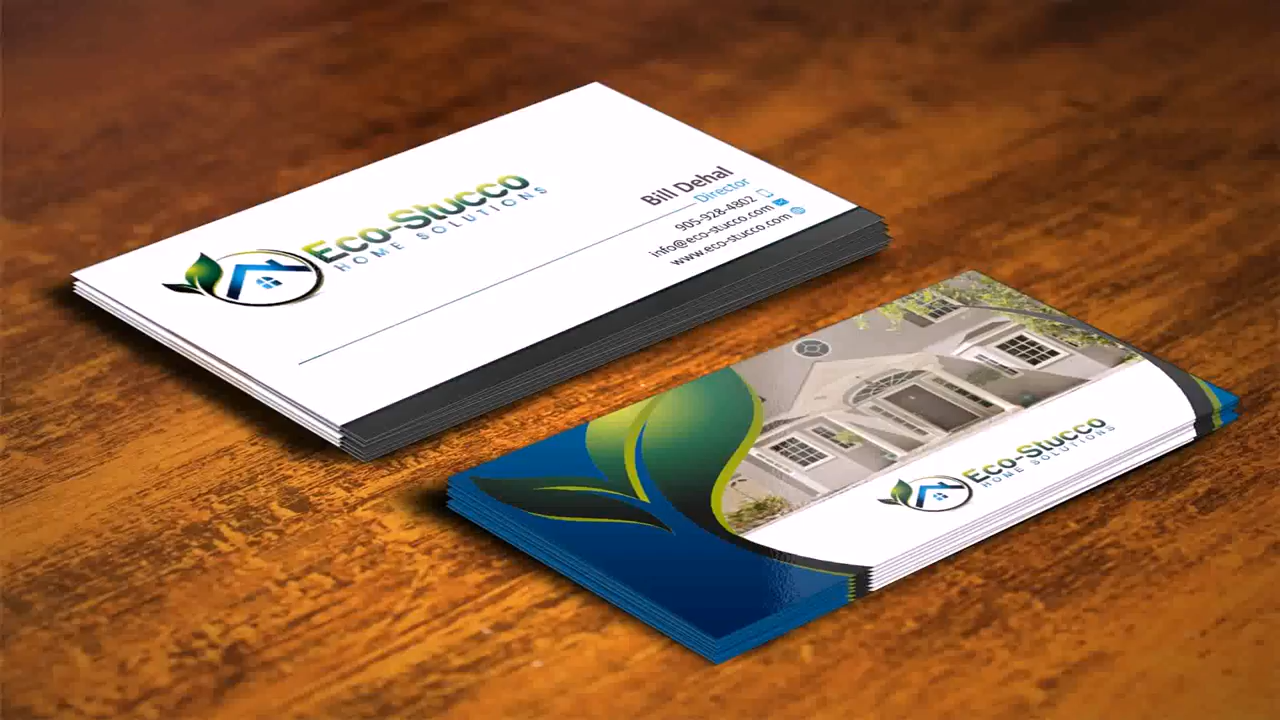 Eco-Stucco
HOME SOLUTIONS
Bill Dehal
Director
905-928-4802
info@eco-stucco.com
www.eco-stucco.com
Eco-Stucco
HOME SOLUTIONS